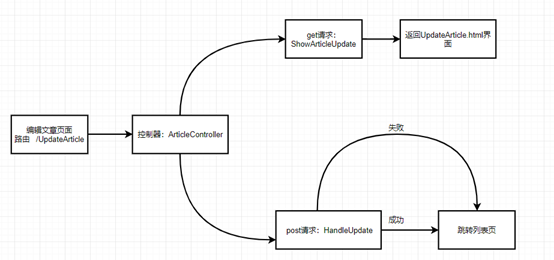 get请求：
ShowArticleUpdate
返回UpdateArticle.html界
面
编辑文章页面
路由 /UpdateArticle
控制器：ArticleController
失败
post请求：HandleUpdate
成功
跳转列表页